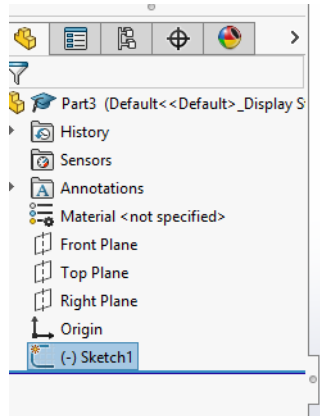 Part3 (Default<<Default>_Display S
History
Sensors
Annotations
Material <not specified>
Front Plane
Top Plane
Right Plane
Origin
(-) Sketch1